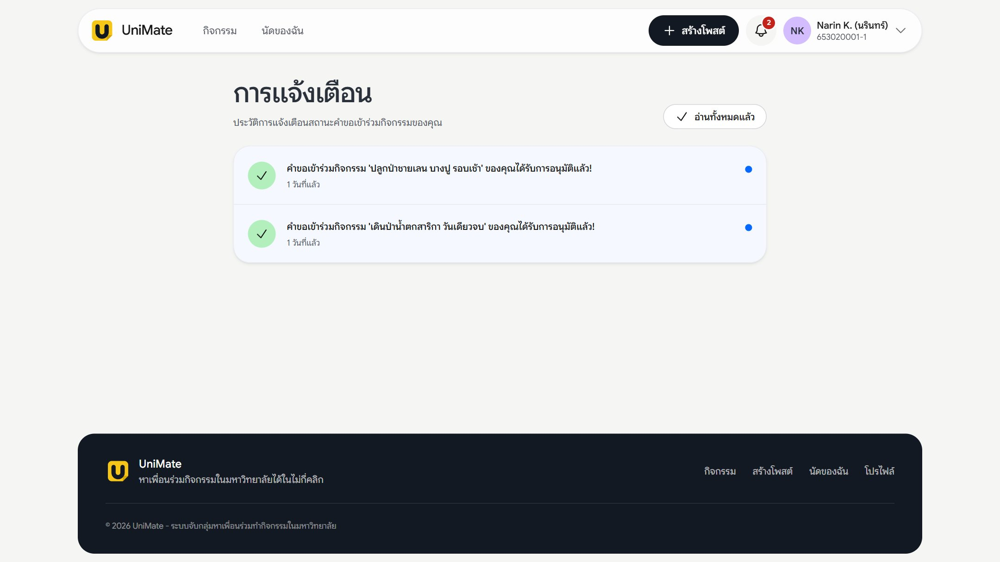 UniMate
กิจกรรม
นัดของฉัน
สร้างโพสต์
2
NK
Narin K. (นรินทร์)
653020001-1
การแจ้งเตือน
ประวัติการแจ้งเตือนสถานะคำขอเข้าร่วมกิจกรรมของคุณ
อ่านทั้งหมดแล้ว
คำขอเข้าร่วมกิจกรรม 'ปลูกป่าชายเลน บางปู รอบเช้า' ของคุณได้รับการอนุมัติแล้ว!
1 วันที่แล้ว
คำขอเข้าร่วมกิจกรรม 'เดินป่าน้ำตกสาริกา วันเดียวจบ' ของคุณได้รับการอนุมัติแล้ว!
1 วันที่แล้ว
UniMate
หาเพื่อนร่วมกิจกรรมในมหาวิทยาลัยได้ในไม่กี่คลิก
กิจกรรม
สร้างโพสต์
นัดของฉัน
โปรไฟล์
© 2026 UniMate - ระบบจับกลุ่มหาเพื่อนร่วมทำกิจกรรมในมหาวิทยาลัย